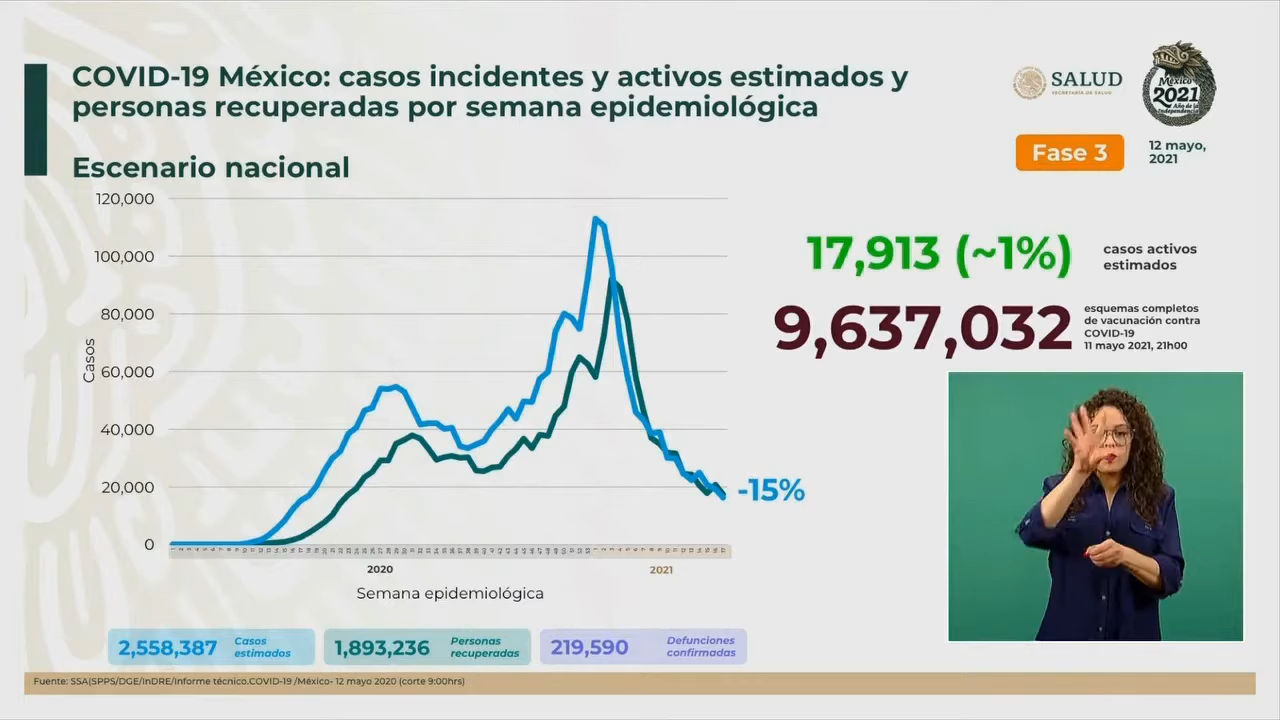 COVID-19 México: casos incidentes y activos estimados y
personas recuperadas por semana epidemiológica
Escenario nacional
SALUD
SECRETARÍA DE SALUD
México
2021
Año de la
Independencia
Fase 3
12 mayo,
2021
120,000
100,000
80,000
60,000
40,000
20,000
0
Casos
-15%
2020
2021
Semana epidemiológica
17,913 (~1%)
casos activos
estimados
9,637,032
esquemas completos
de vacunación contra
COVID-19
11 mayo 2021, 21h00
2,558,387
Casos
estimados
1,893,236
Personas
recuperadas
219,590
Defunciones
confirmadas
Fuente: SSA(SPPS/DGE/InDRE/Informe técnico.COVID-19 /México- 12 mayo 2020 (corte 9:00hrs)